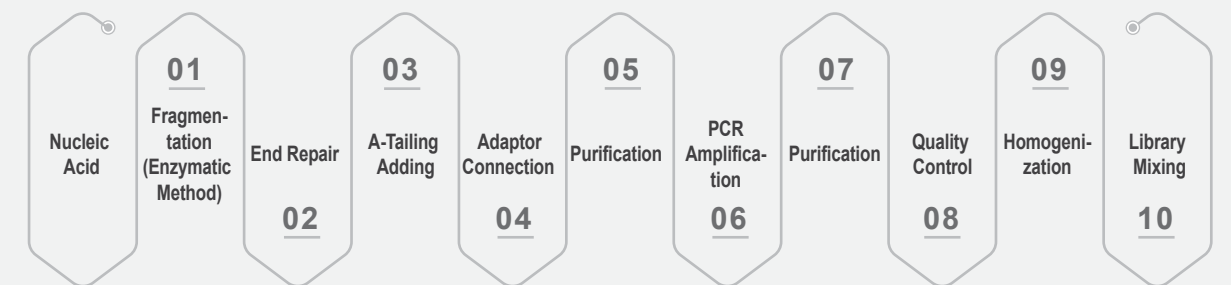 Nucleic
Acid
01
Fragmen-
tation
(Enzymatic
Method)
End Repair
02
03
A-Tailing
Adding
Adaptor
Connection
04
05
Purification
PCR
Amplifica-
tion
06
07
Purification
Quality
Control
08
09
Homogeni-
zation
Library
Mixing
10